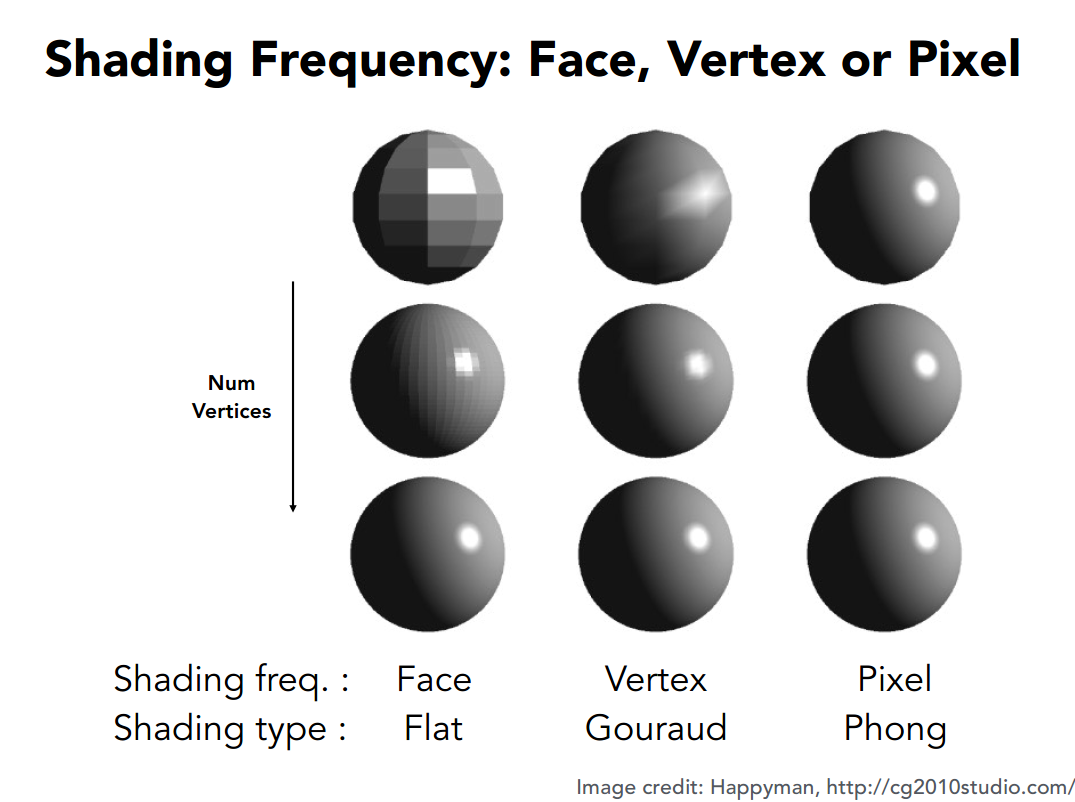 Shading Frequency: Face, Vertex or Pixel
Num
Vertices
Shading freq. : Face Vertex Pixel
Shading type : Flat Gouraud Phong
Image credit: Happyman, http://cg2010studio.com/